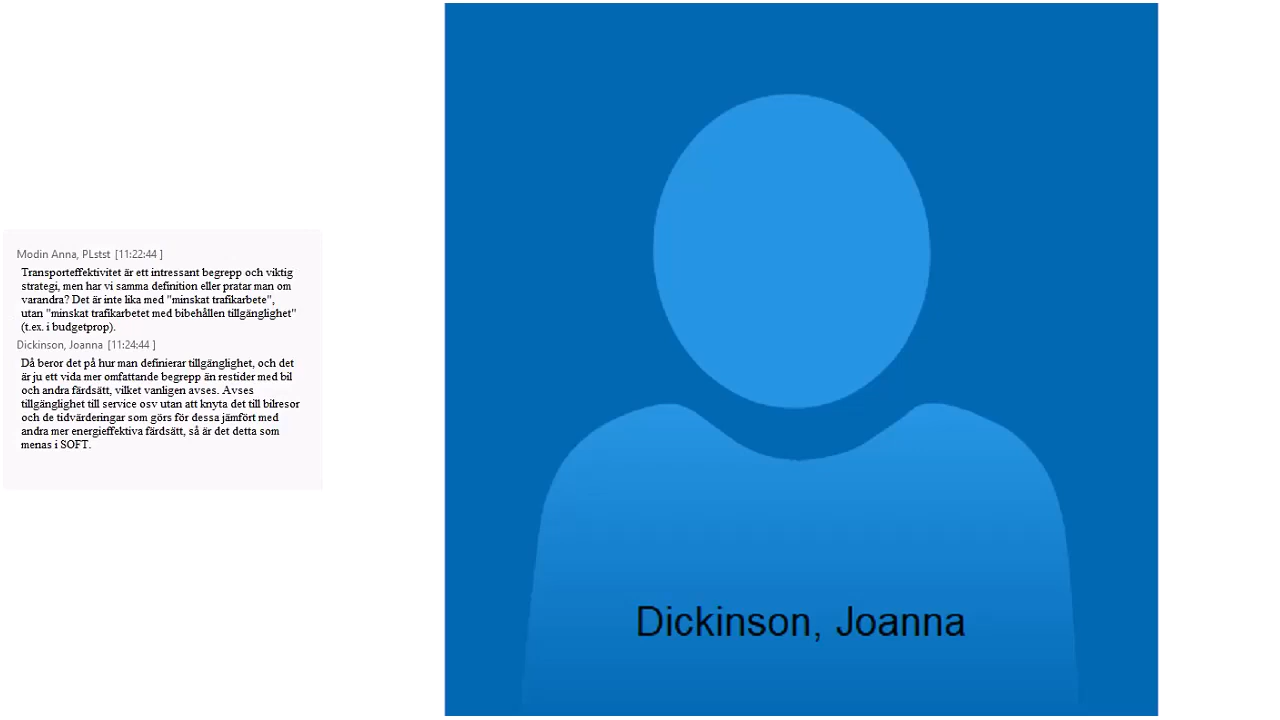 Modin Anna, PLstst [11:22:44 ]
Transporteffektivitet är ett intressant begrepp och viktig
strategi, men har vi samma definition eller pratar man om
varandra? Det är inte lika med "minskat trafikarbete",
utan "minskat trafikarbetet med bibehållen tillgänglighet"
(t.ex. i budgetprop).
Dickinson, Joanna [11:24:44 ]
Då beror det på hur man definierar tillgänglighet, och det
är ju ett vida mer omfattande begrepp än restider med bil
och andra färdsätt, vilket vanligen avses. Avses
tillgänglighet till service osv utan att knyta det till bilresor
och de tidvärderingar som görs för dessa jämfört med
andra mer energieffektiva färdsätt, så är det detta som
menas i SOFT.
Dickinson, Joanna